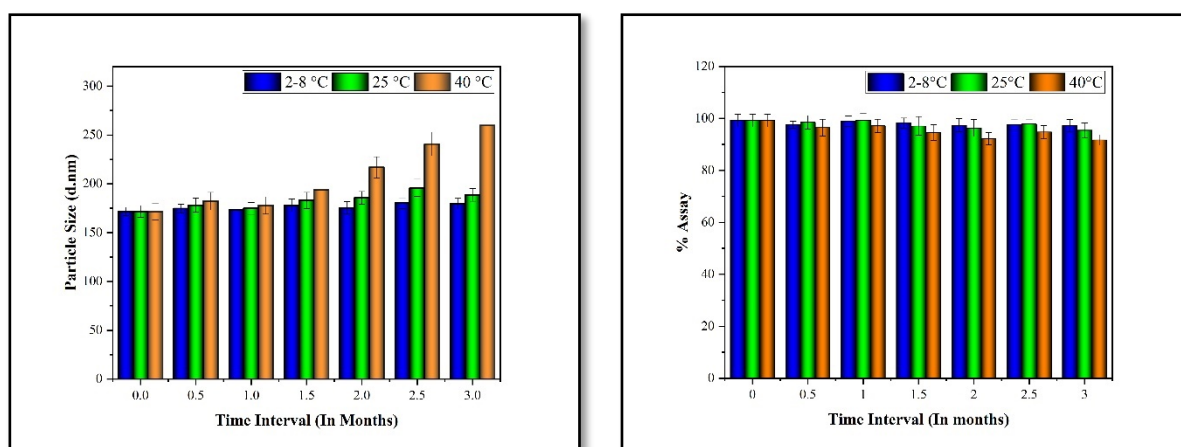 Particle Size (d.nm)
300
250
200
150
100
50
0
2-8 °C 25 °C 40 °C
0.0 0.5 1.0 1.5 2.0 2.5 3.0
Time Interval (In Months)
% Assay
120
100
80
60
40
20
0
2-8°C 25°C 40°C
0 0.5 1 1.5 2 2.5 3
Time Interval (In months)